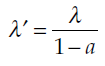 λ′ = λ / (1 − a)